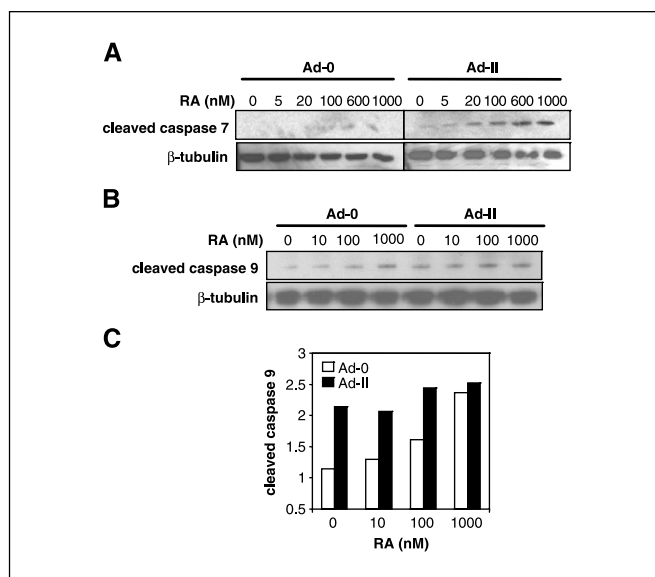 A
Ad-0 Ad-II
RA (nM) 0 5 20 100 600 1000 0 5 20 100 600 1000
cleaved caspase 7
β-tubulin
B
Ad-0 Ad-II
RA (nM) 0 10 100 1000 0 10 100 1000
cleaved caspase 9
β-tubulin
C
cleaved caspase 9
3
2.5
2
1.5
1
0.5
Ad-0
Ad-II
0 10 100 1000
RA (nM)